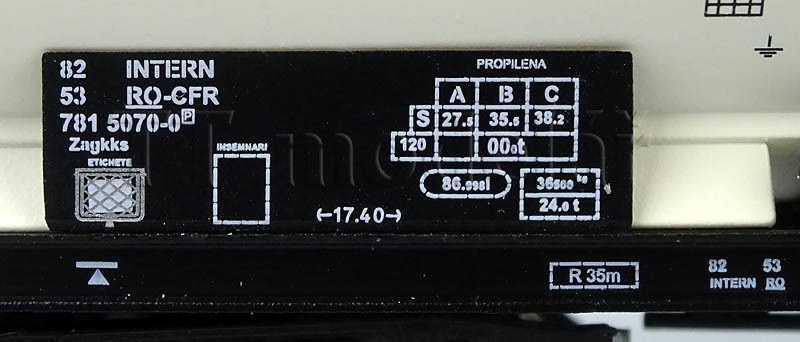 82 INTERN
53 RO-CFR
781 5070-0 P
Zagkks
ETICHETE
INSEMNARI
PROPILENA
A B C
S 27.5 35.5 38.2
120 00.0t
86.998l
36560 kg
24.0 t
17.40
R 35m
82 53
INTERN RO